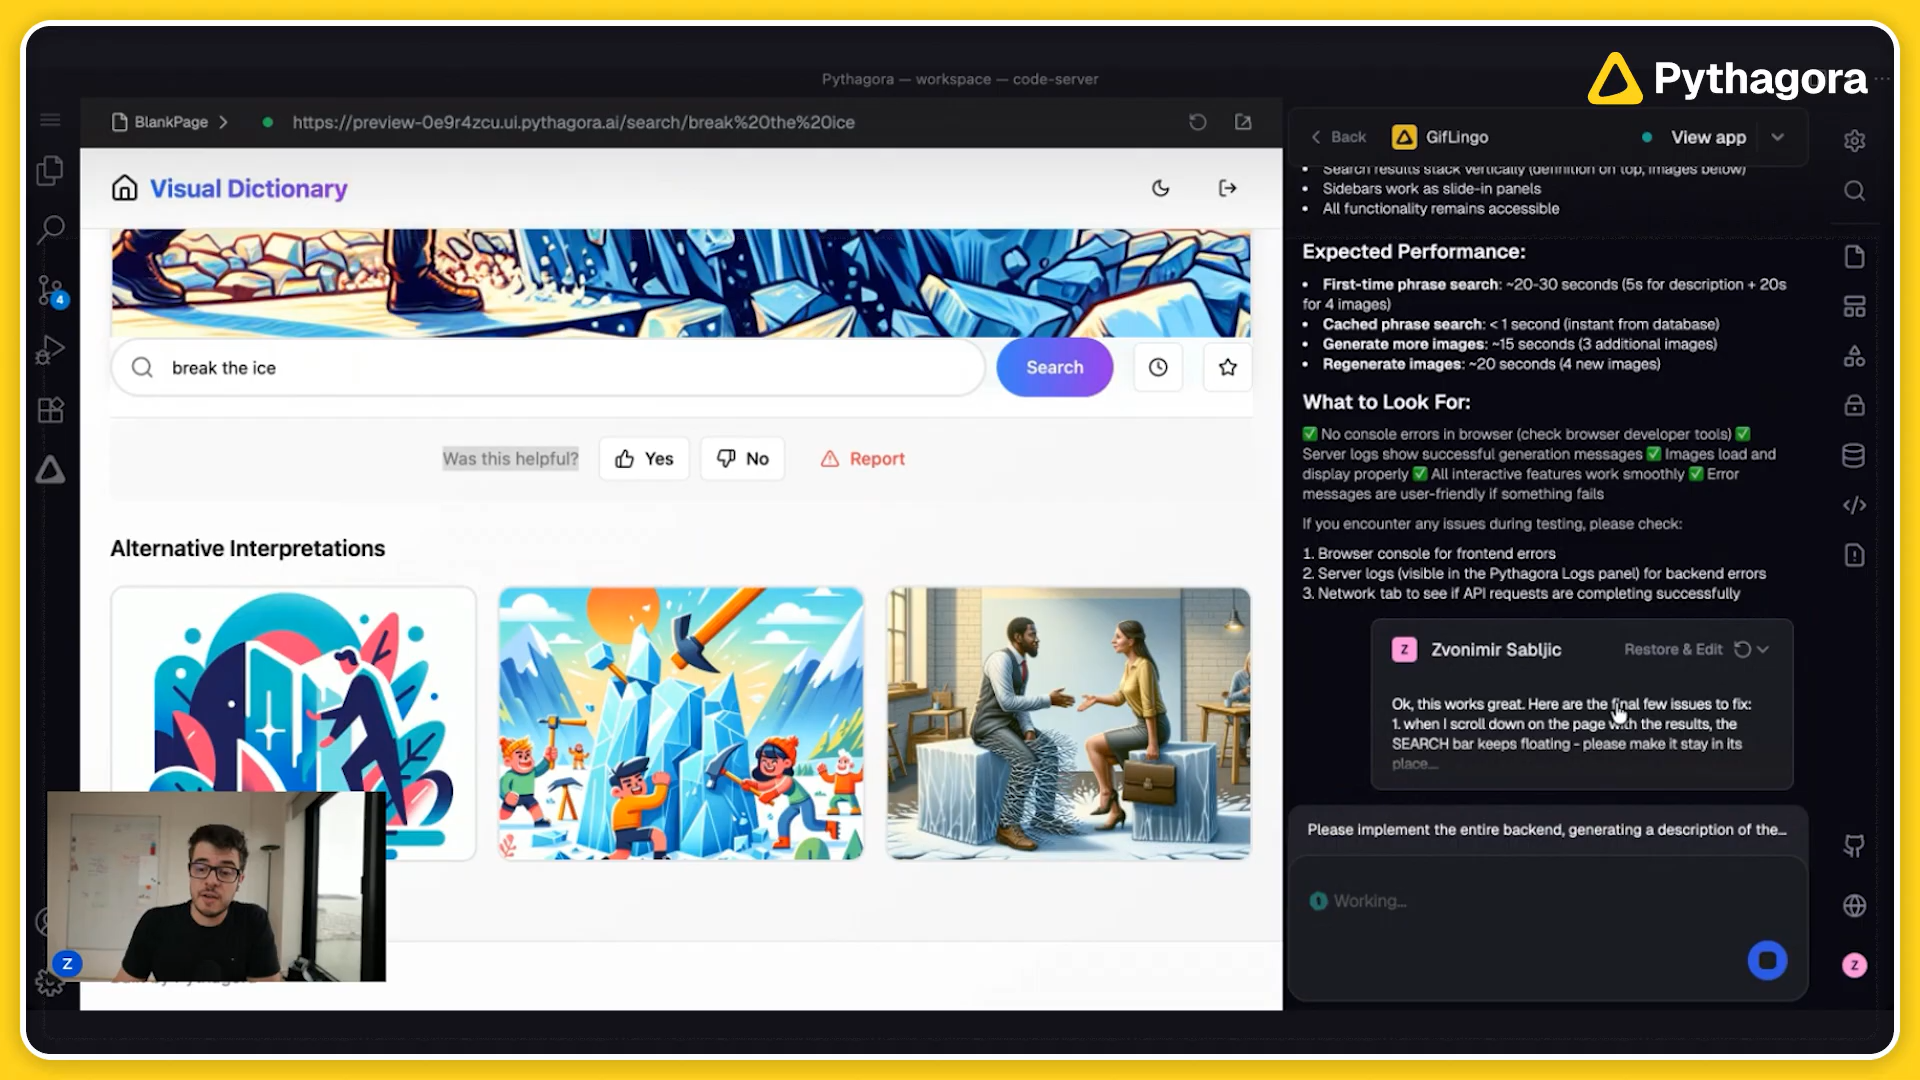 Pythagora — workspace — code-server
Pythagora
BlankPage
https://preview-0e9r4zcu.ui.pythagora.ai/search/break%20the%20ice
Visual Dictionary
break the ice
Search
Was this helpful?
Yes
No
Report
Alternative Interpretations
4
Z
Back
GifLingo
View app
• Search results stack vertically (definition on top, images below)
• Sidebars work as slide-in panels
• All functionality remains accessible
Expected Performance:
• First-time phrase search: ~20-30 seconds (5s for description + 20s
for 4 images)
• Cached phrase search: < 1 second (instant from database)
• Generate more images: ~15 seconds (3 additional images)
• Regenerate images: ~20 seconds (4 new images)
What to Look For:
✅ No console errors in browser (check browser developer tools) ✅
Server logs show successful generation messages ✅ Images load and
display properly ✅ All interactive features work smoothly ✅ Error
messages are user-friendly if something fails
If you encounter any issues during testing, please check:
1. Browser console for frontend errors
2. Server logs (visible in the Pythagora Logs panel) for backend errors
3. Network tab to see if API requests are completing successfully
Z
Zvonimir Sabljic
Restore & Edit
Ok, this works great. Here are the final few issues to fix:
1. when I scroll down on the page with the results, the
SEARCH bar keeps floating - please make it stay in its
place...
Please implement the entire backend, generating a description of the...
Working...
Z